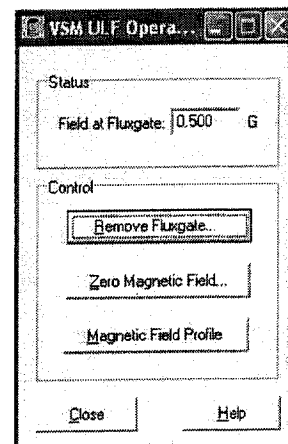 VSM ULF Opera...
Status
Field at Fluxgate: 0.500 G
Control
Remove Fluxgate...
Zero Magnetic Field...
Magnetic Field Profile
Close Help